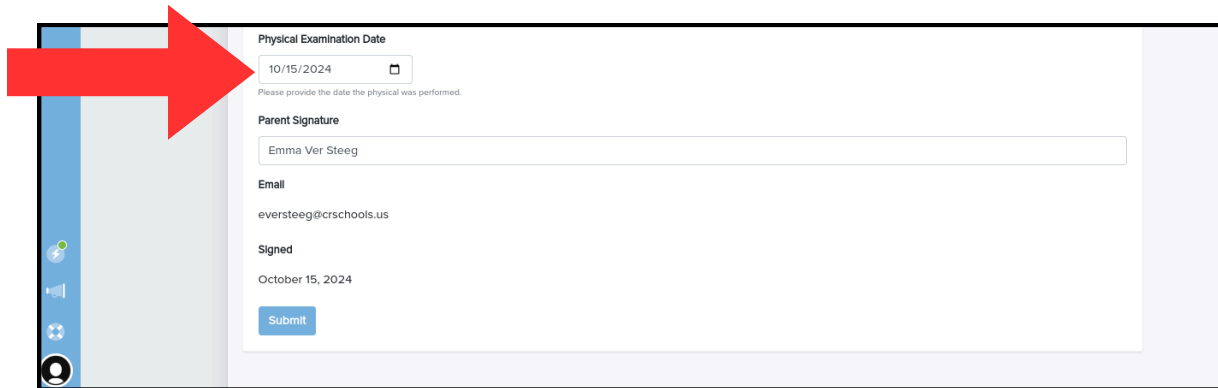 Physical Examination Date
10/15/2024
Please provide the date the physical was performed.
Parent Signature
Emma Ver Steeg
Email
eversteeg@crschools.us
Signed
October 15, 2024
Submit